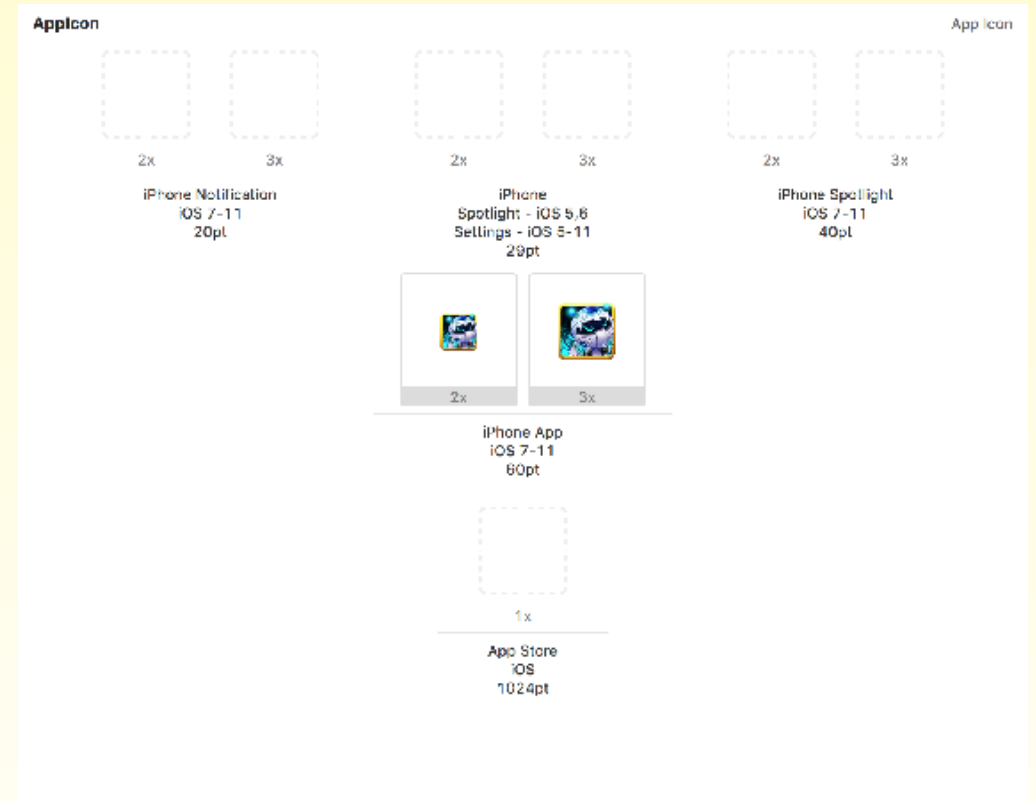 AppIcon
App Icon
2x
3x
2x
3x
2x
3x
iPhone Notification
iOS 7-11
20pt
iPhone
Spotlight - iOS 5,6
Settings - iOS 5-11
29pt
iPhone Spotlight
iOS 7-11
40pt
2x
3x
iPhone App
iOS 7-11
60pt
1x
App Store
iOS
1024pt